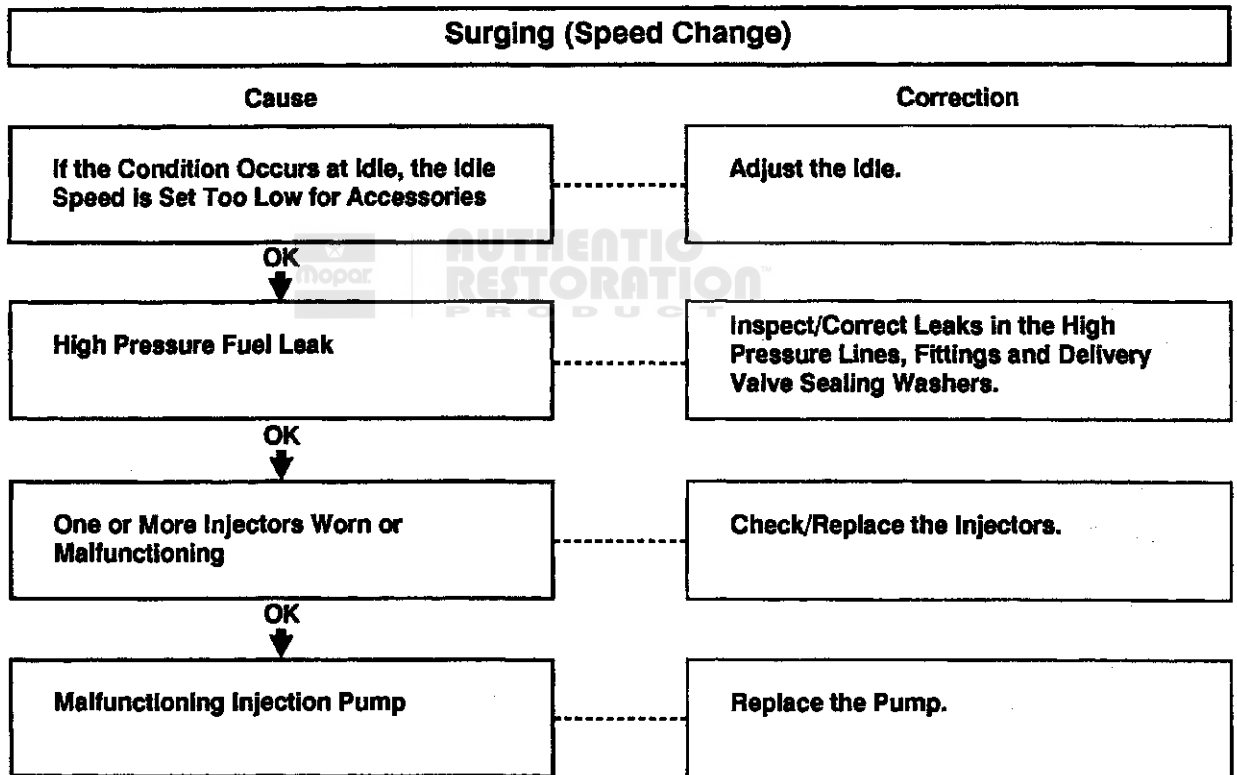 Surging (Speed Change)
Cause
Correction
If the Condition Occurs at Idle, the Idle
Speed is Set Too Low for Accessories
Adjust the Idle.
OK
mopar.
AUTHENTIC
RESTORATION™
PRODUCT
High Pressure Fuel Leak
Inspect/Correct Leaks in the High
Pressure Lines, Fittings and Delivery
Valve Sealing Washers.
OK
One or More Injectors Worn or
Malfunctioning
Check/Replace the Injectors.
OK
Malfunctioning Injection Pump
Replace the Pump.